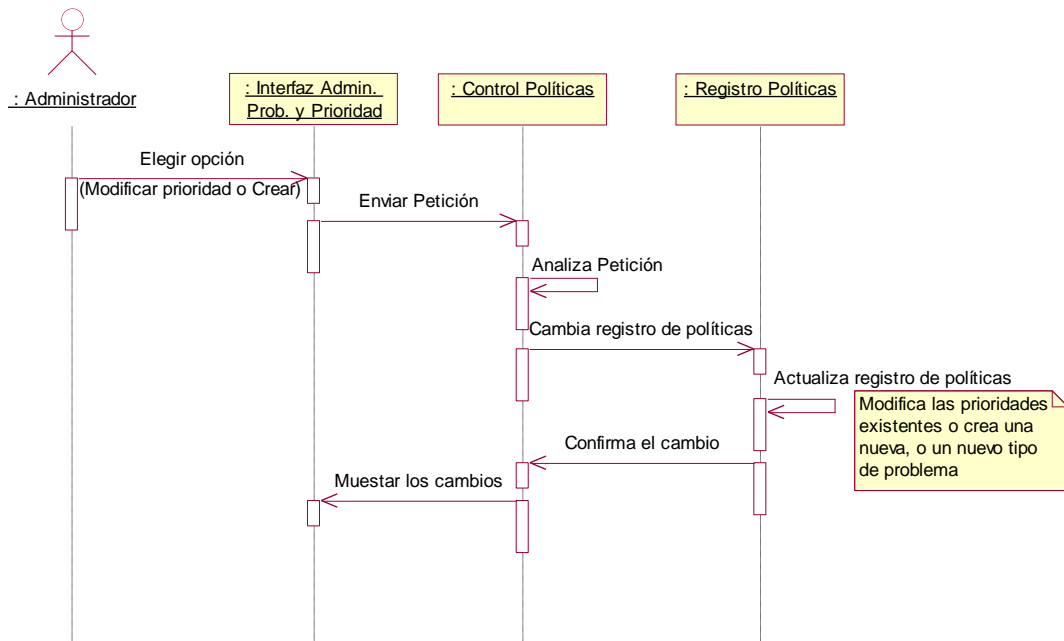 : Administrador
: Interfaz Admin.
Prob. y Prioridad
: Control Políticas
: Registro Políticas
Elegir opción
(Modificar prioridad o Crear)
Enviar Petición
Analiza Petición
Cambia registro de políticas
Actualiza registro de políticas
Modifica las prioridades
existentes o crea una
nueva, o un nuevo tipo
de problema
Confirma el cambio
Muestar los cambios